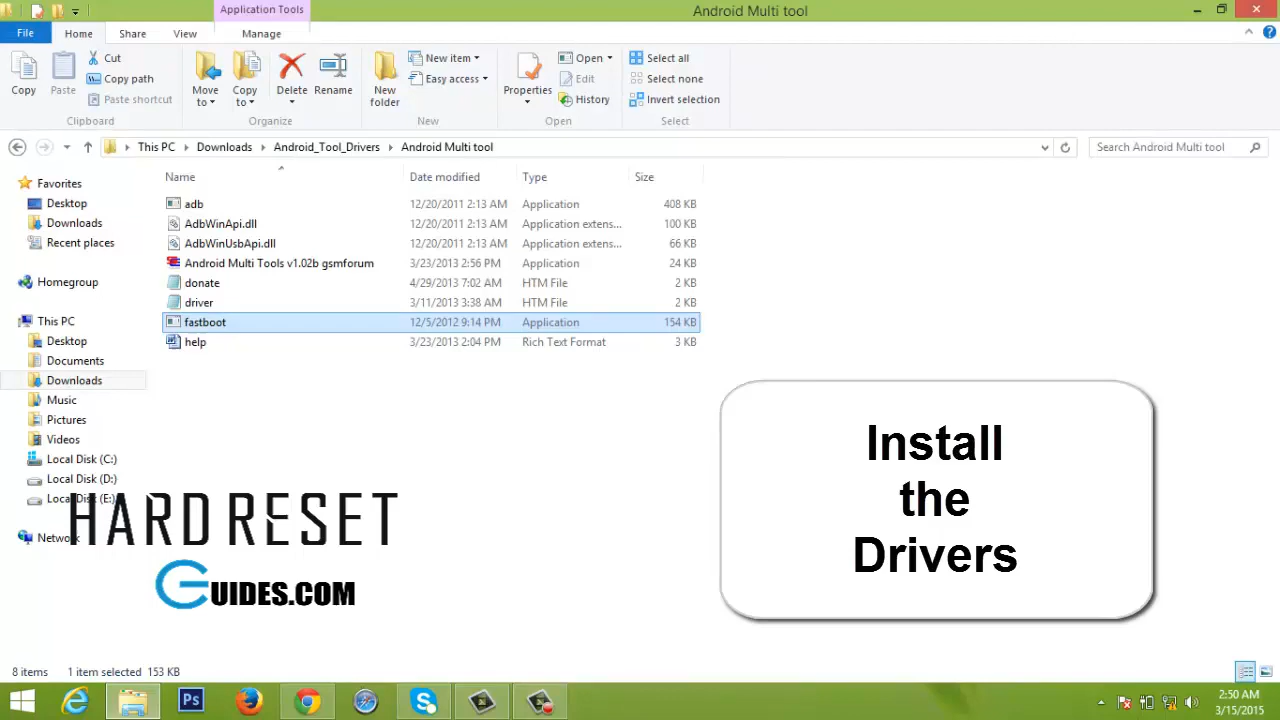 Application Tools
Android Multi tool
File Home Share View Manage
Copy
Paste
Cut
Copy path
Paste shortcut
Clipboard
Move to
Copy to
Delete
Rename
Organize
New folder
New item
Easy access
New
Properties
Open
Edit
History
Open
Select all
Select none
Invert selection
Select
This PC Downloads Android_Tool_Drivers Android Multi tool
Search Android Multi tool
Favorites
Desktop
Downloads
Recent places
Homegroup
This PC
Desktop
Documents
Downloads
Music
Pictures
Videos
Local Disk (C:)
Local Disk (D:)
Local Disk (E:)
Network
Name Date modified Type Size
adb 12/20/2011 2:13 AM Application 408 KB
AdbWinApi.dll 12/20/2011 2:13 AM Application extens... 100 KB
AdbWinUsbApi.dll 12/20/2011 2:13 AM Application extens... 66 KB
Android Multi Tools v1.02b gsmforum 3/23/2013 2:56 PM Application 24 KB
donate 4/29/2013 7:02 AM HTM File 2 KB
driver 3/11/2013 3:38 AM HTM File 2 KB
fastboot 12/5/2012 9:14 PM Application 154 KB
help 3/23/2013 2:04 PM Rich Text Format 3 KB
Install
the
Drivers
HARD RESET
GUIDES.COM
8 items 1 item selected 153 KB
Ps
2:50 AM
3/15/2015